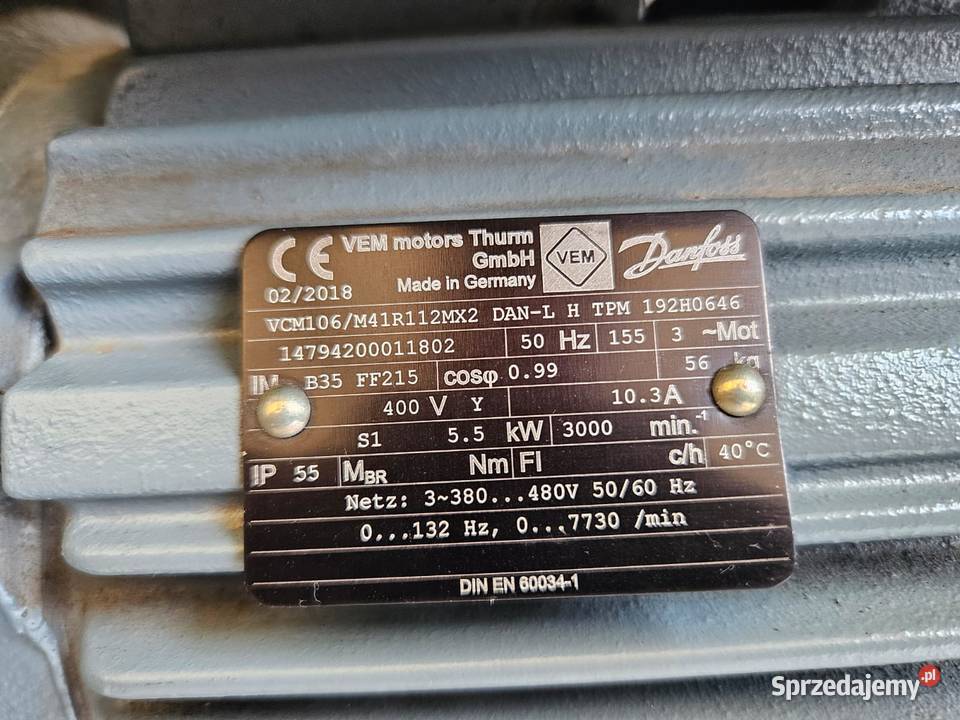 CE VEM motors Thurm GmbH VEM Danfoss
02/2018 Made in Germany
VCM106/M41R112MX2 DAN-L H TPM 192H0646
14794200011802 50 Hz 155 3 ~Mot
IM B35 FF215 cosφ 0.99 56 kg
400 V Y 10.3 A
S1 5.5 kW 3000 min.-1
IP 55 MBR Nm Fl c/h 40°C
Netz: 3~380...480V 50/60 Hz
0...132 Hz, 0...7730 /min
DIN EN 60034-1
Sprzedajemy.pl